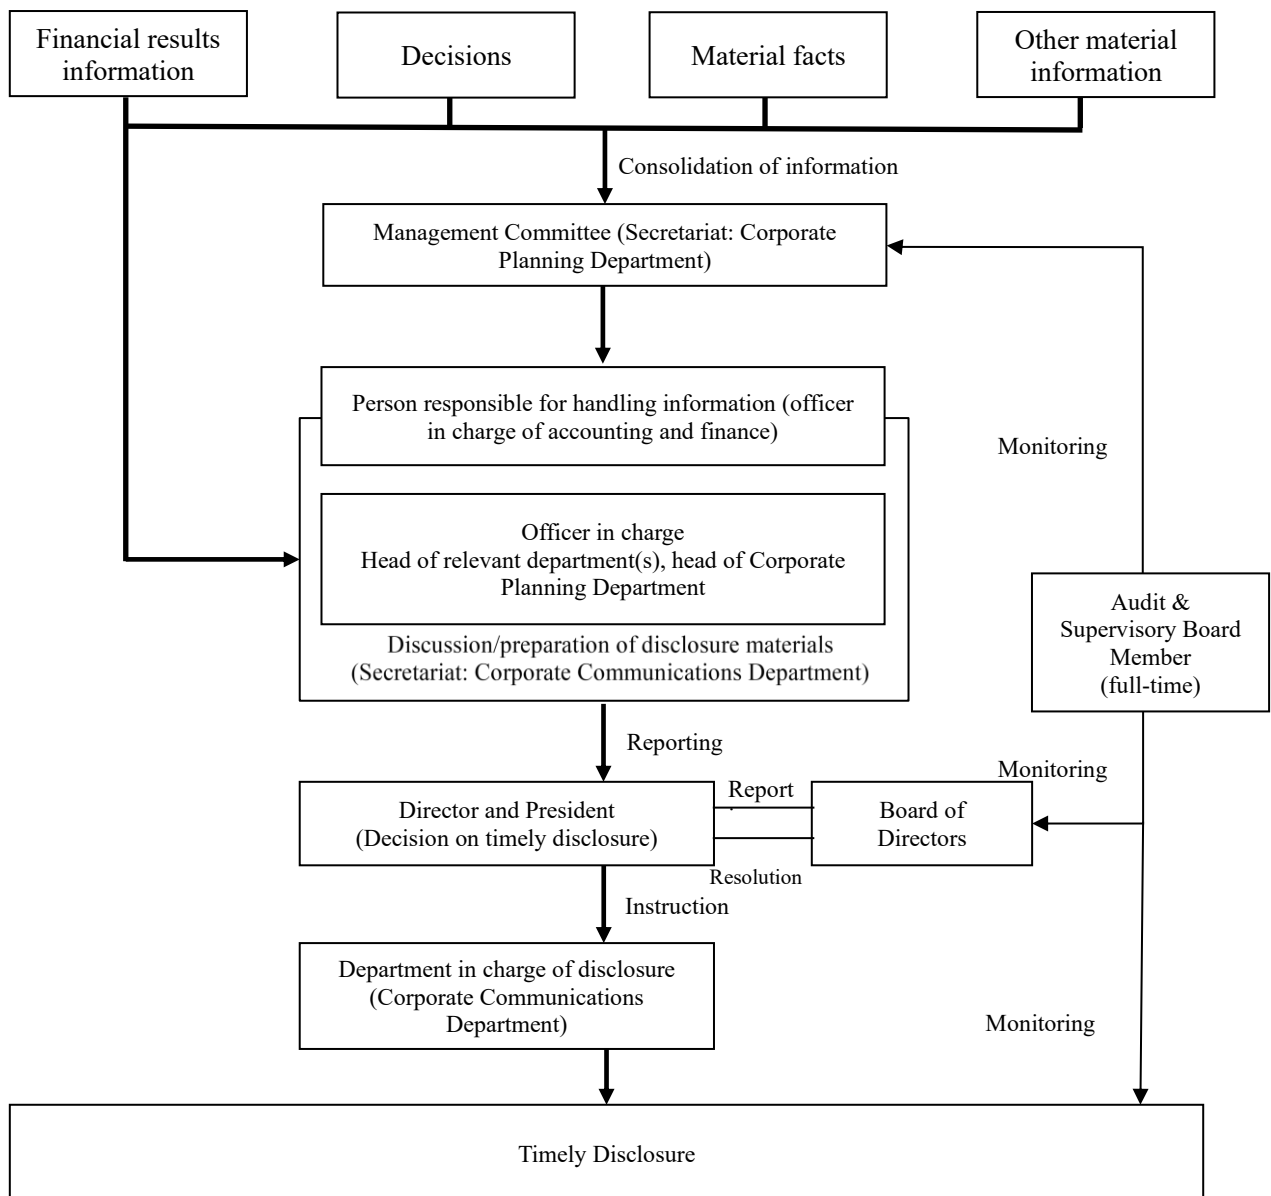 Financial results
information
Decisions
Material facts
Other material
information
Consolidation of information
Management Committee (Secretariat: Corporate
Planning Department)
Person responsible for handling information (officer
in charge of accounting and finance)
Monitoring
Officer in charge
Head of relevant department(s), head of Corporate
Planning Department
Discussion/preparation of disclosure materials
(Secretariat: Corporate Communications Department)
Audit &
Supervisory Board
Member
(full-time)
Reporting
Monitoring
Director and President
(Decision on timely disclosure)
Report
Board of
Directors
Resolution
Instruction
Department in charge of disclosure
(Corporate Communications
Department)
Monitoring
Timely Disclosure